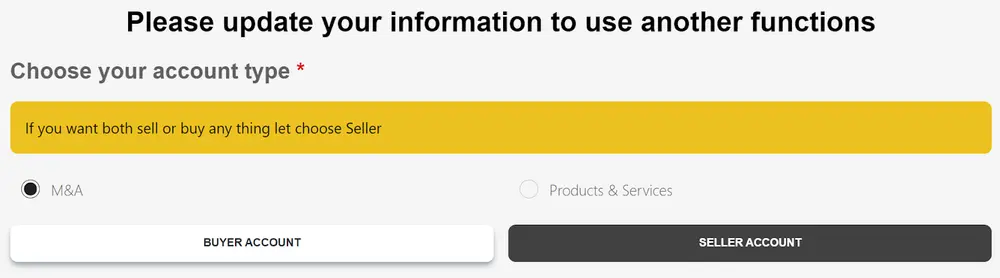 Please update your information to use another functions
Choose your account type *
If you want both sell or buy any thing let choose Seller
M&A
Products & Services
BUYER ACCOUNT
SELLER ACCOUNT